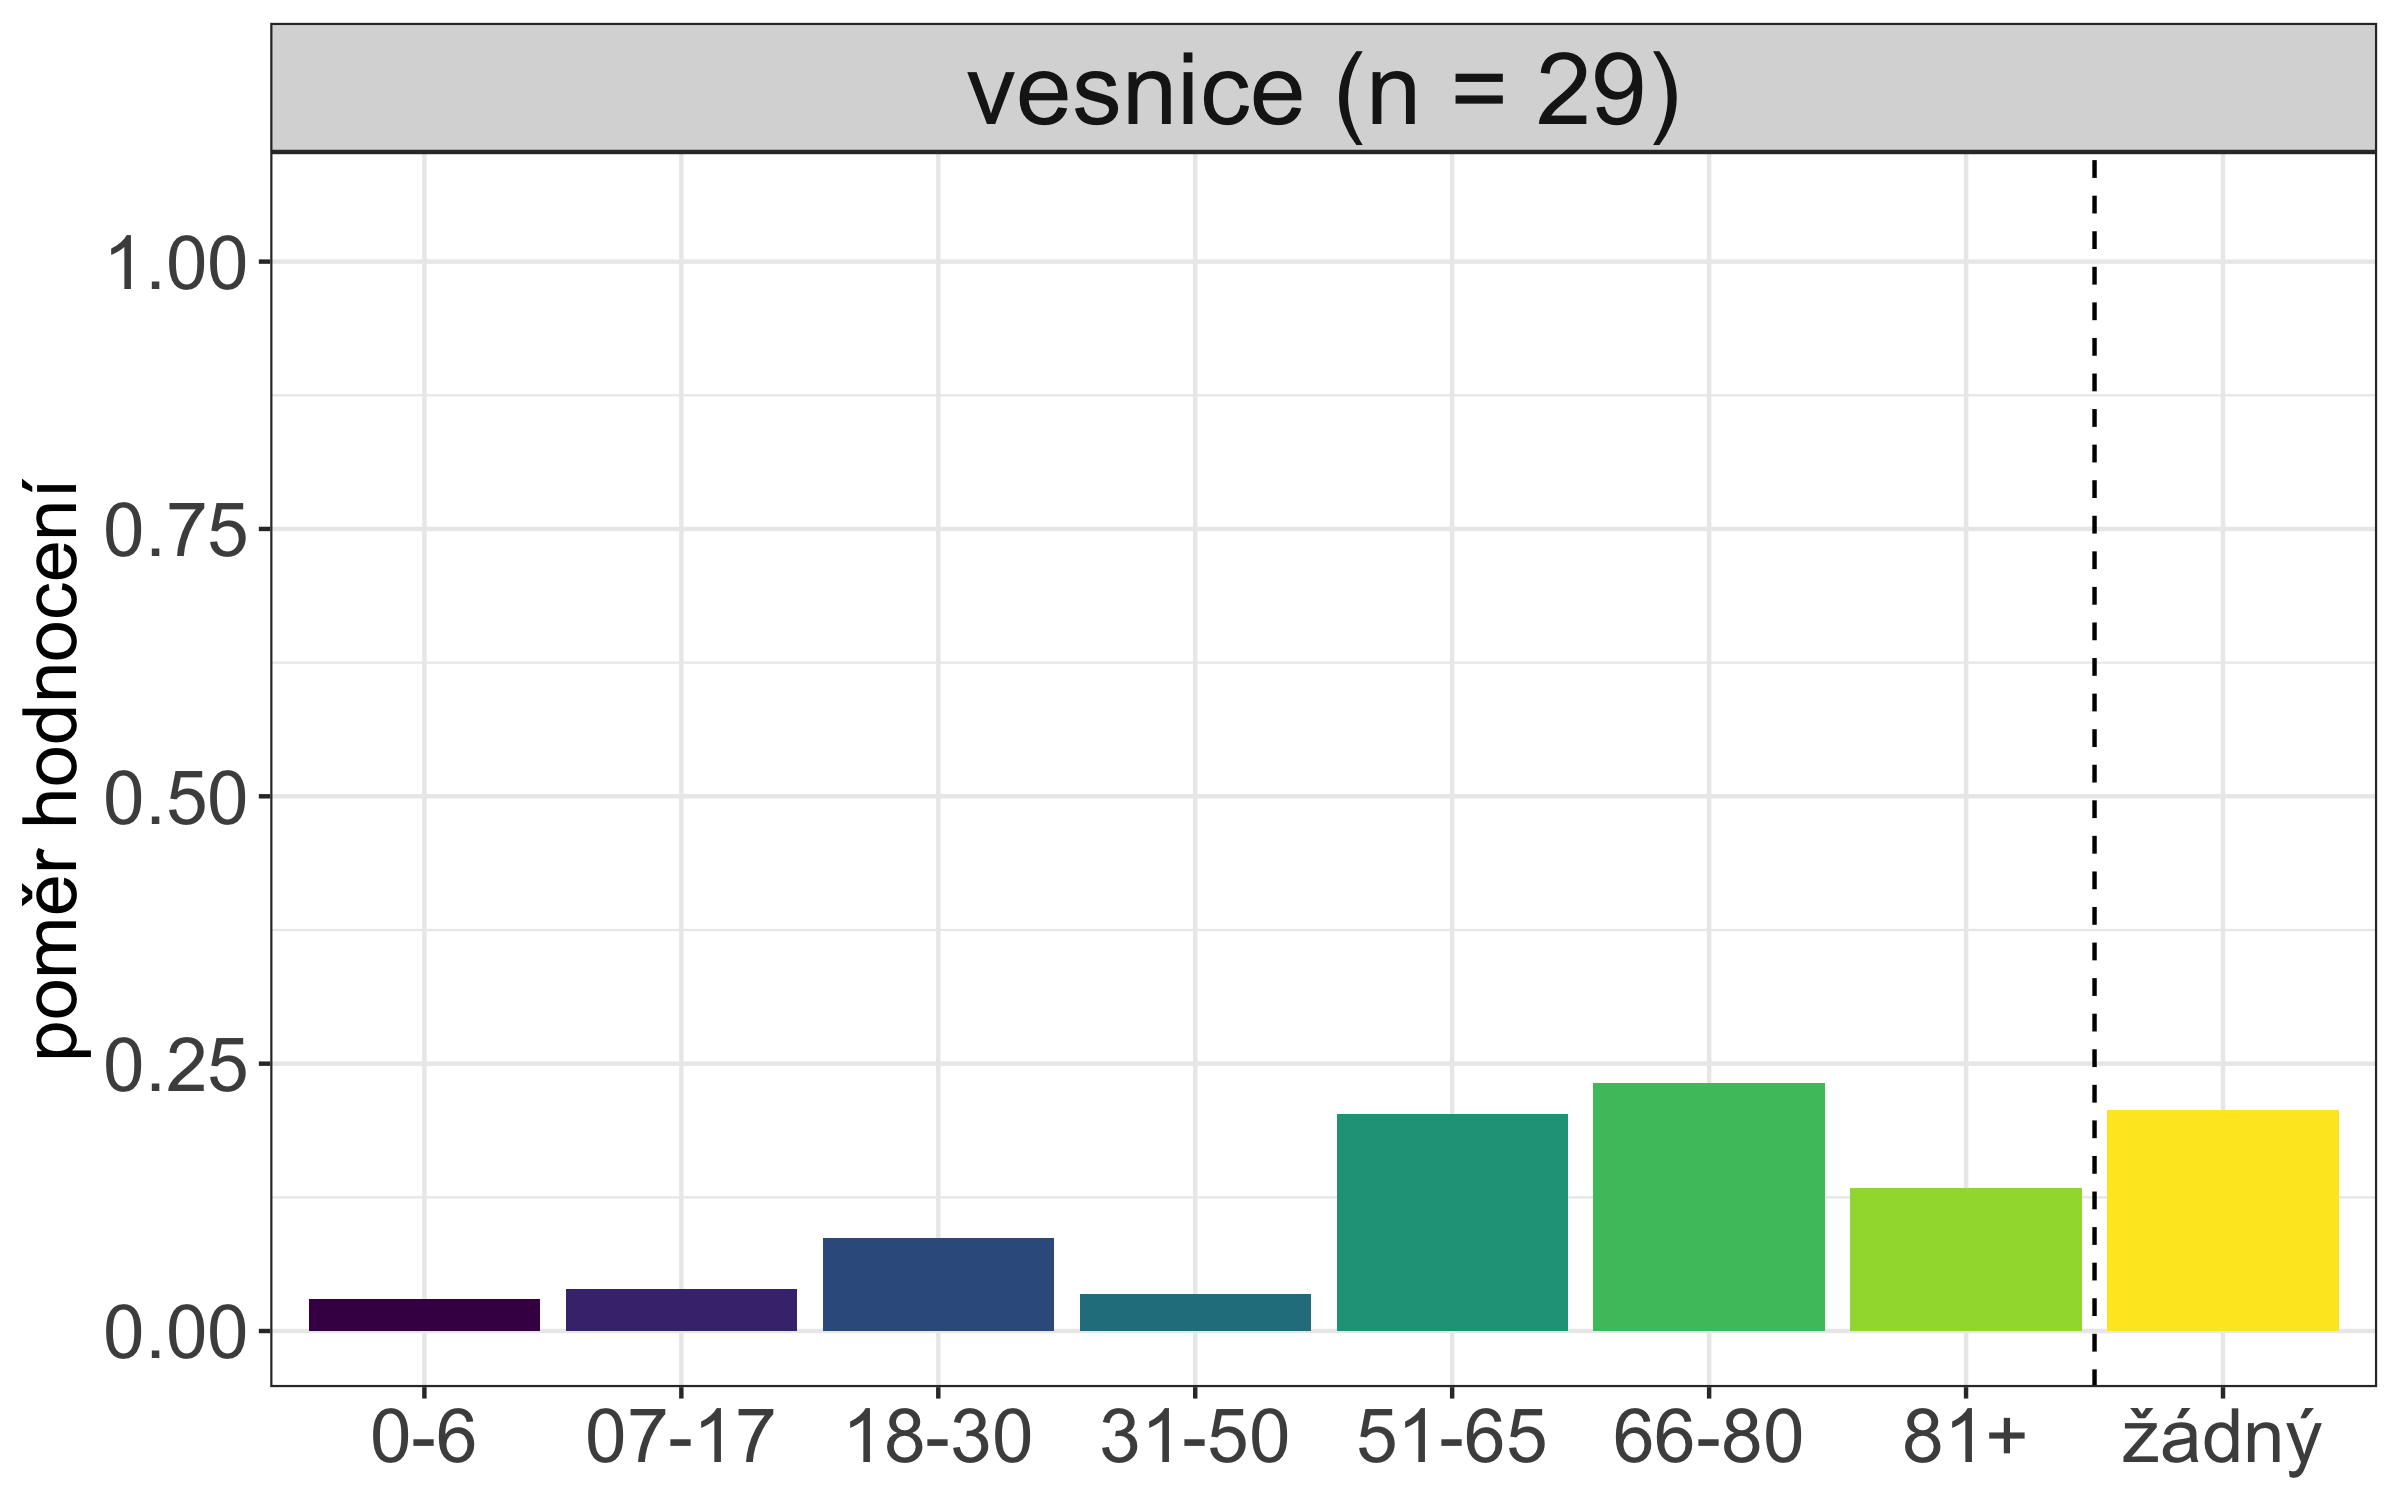 vesnice (n = 29)
poměr hodnocení
1.00
0.75
0.50
0.25
0.00
0-6 07-17 18-30 31-50 51-65 66-80 81+ žádný